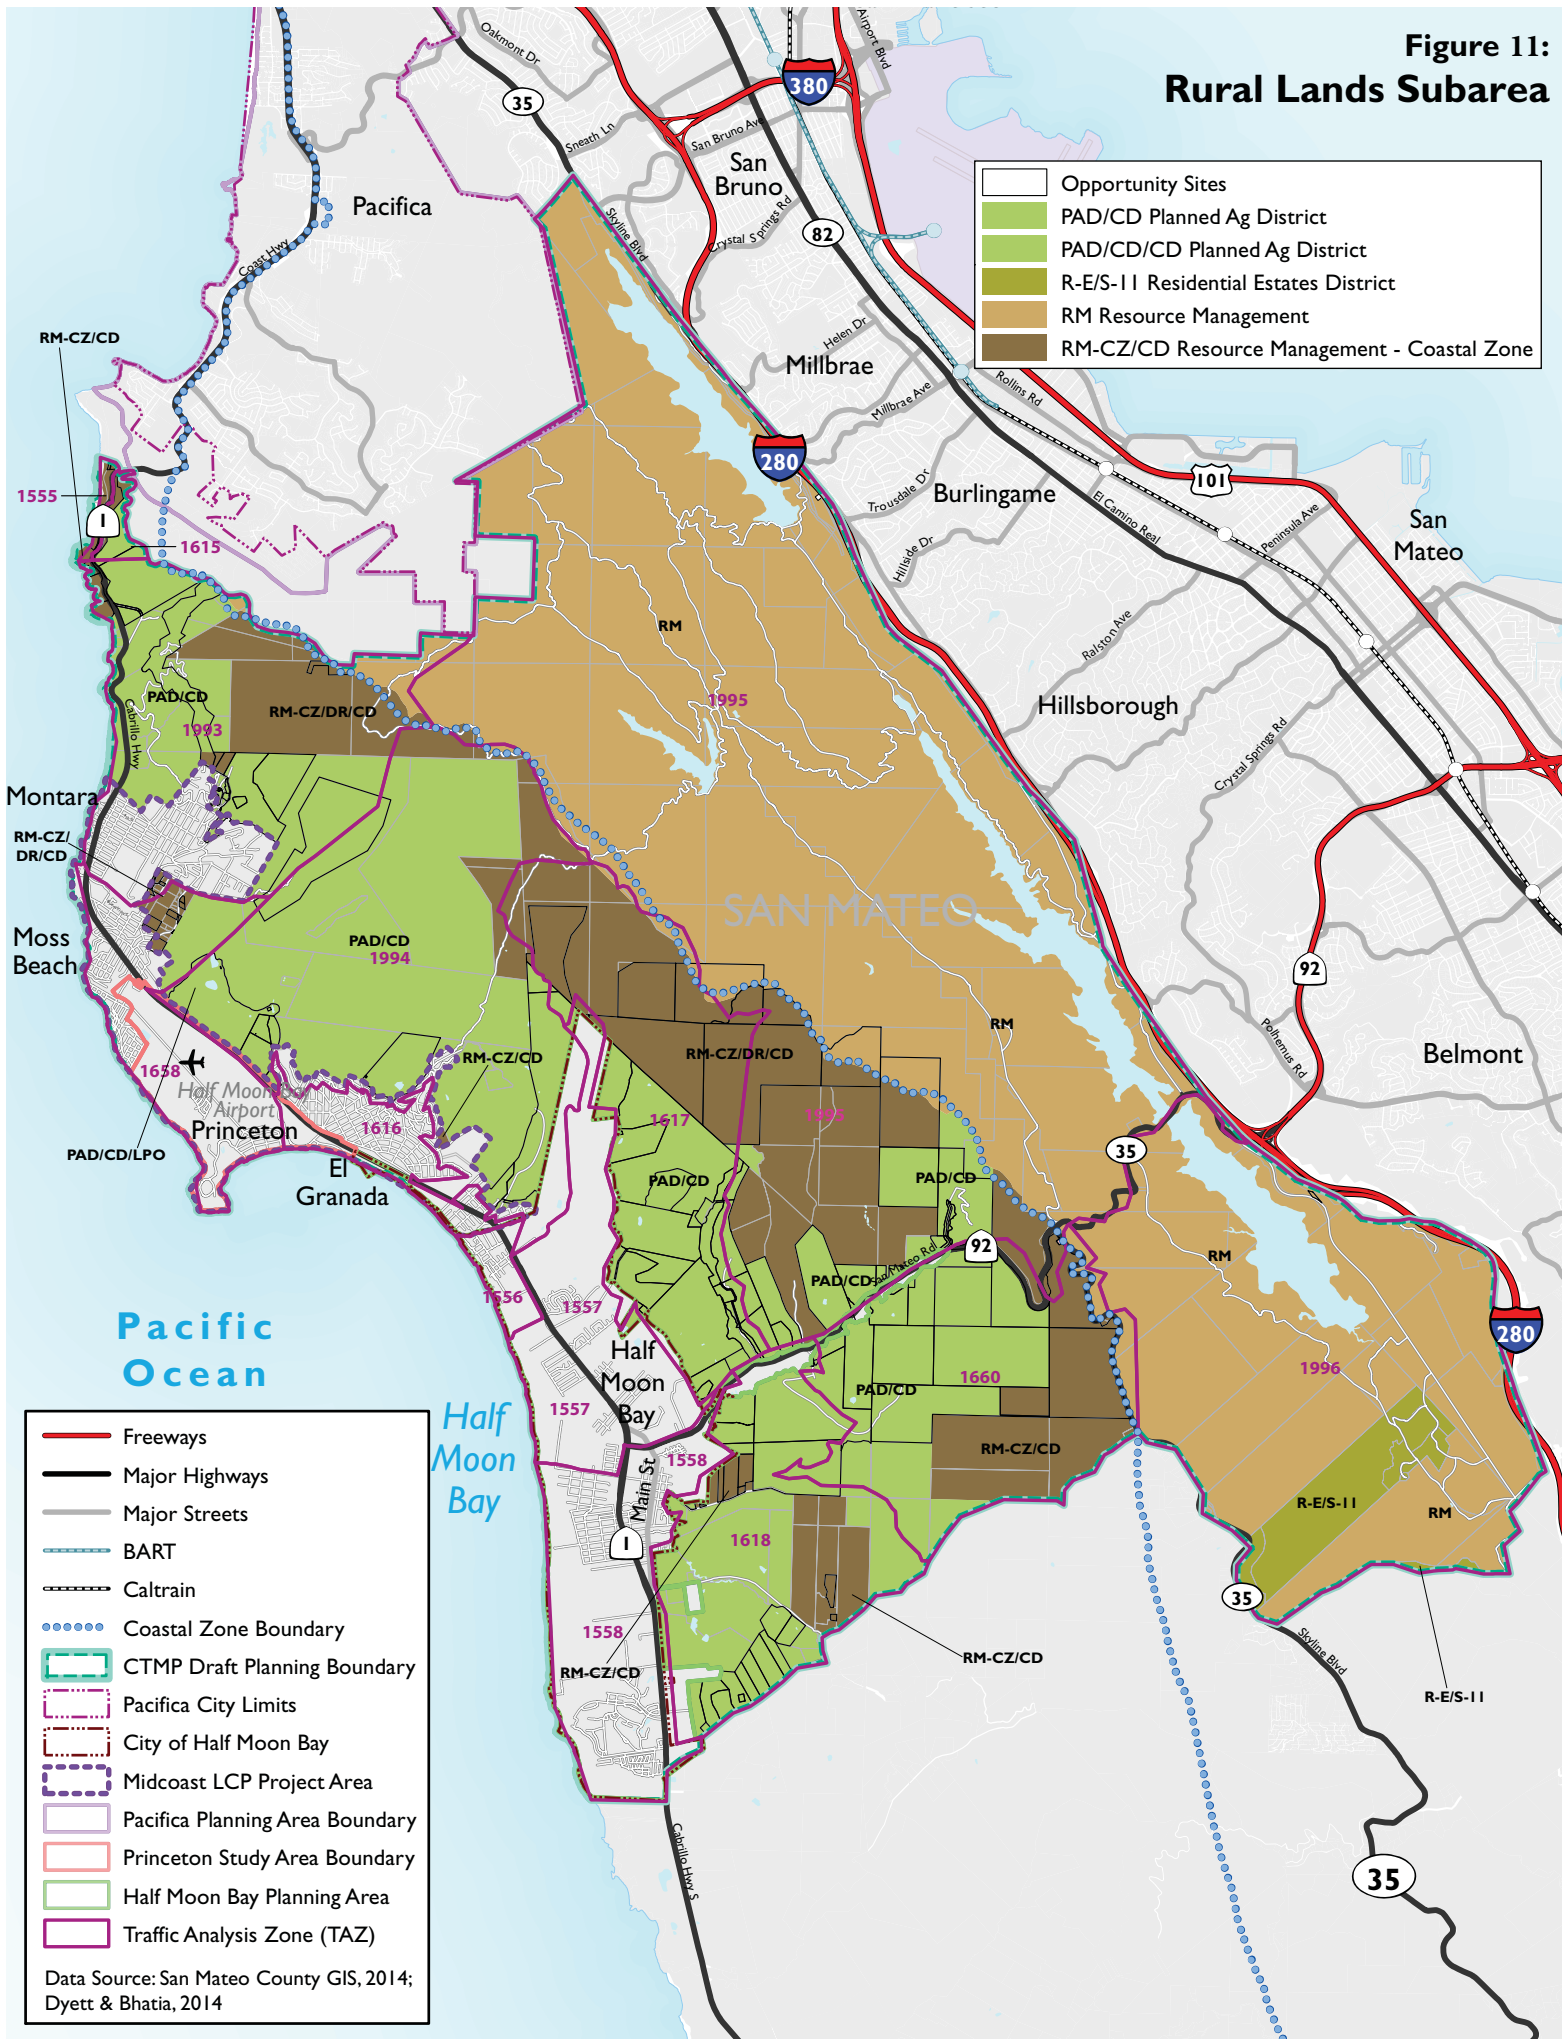 Figure 11:
Rural Lands Subarea
Opportunity Sites
PAD/CD Planned Ag District
PAD/CD/CD Planned Ag District
R-E/S-11 Residential Estates District
RM Resource Management
RM-CZ/CD Resource Management - Coastal Zone
Oakmont Dr
35
Sneath Ln
380
Airport Blvd
San Bruno Ave
San
Bruno
Pacifica
Skyline Blvd
Crystal Springs Rd
82
Coast Hwy
RM-CZ/CD
Helen Dr
Millbrae
Rollins Rd
Millbrae Ave
280
101
Trousdale Dr
Burlingame
El Camino Real
Peninsula Ave
San
Mateo
1555
1
1615
Hillside Dr
RM
Ralston Ave
PAD/CD
1993
RM-CZ/DR/CD
1995
Hillsborough
Cabrillo Hwy
Crystal Springs Rd
Montara
RM-CZ/
DR/CD
SAN MATEO
Moss
Beach
PAD/CD
1994
92
RM
Polhemus Rd
Belmont
RM-CZ/CD
RM-CZ/DR/CD
1658
Half Moon Bay
Airport
Princeton
1616
1617
1995
PAD/CD/LPO
El
Granada
PAD/CD
PAD/CD
35
92
RM
San Mateo Rd
PAD/CD
1556
1557
Pacific
Ocean
Half
Moon
Bay
280
1996
1660
PAD/CD
Half
Moon
Bay
1557
1558
RM-CZ/CD
Main St
R-E/S-11
RM
1
1618
35
1558
RM-CZ/CD
RM-CZ/CD
Skyline Blvd
R-E/S-11
Cabrillo Hwy S
35
Freeways
Major Highways
Major Streets
BART
Caltrain
Coastal Zone Boundary
CTMP Draft Planning Boundary
Pacifica City Limits
City of Half Moon Bay
Midcoast LCP Project Area
Pacifica Planning Area Boundary
Princeton Study Area Boundary
Half Moon Bay Planning Area
Traffic Analysis Zone (TAZ)
Data Source: San Mateo County GIS, 2014;
Dyett & Bhatia, 2014